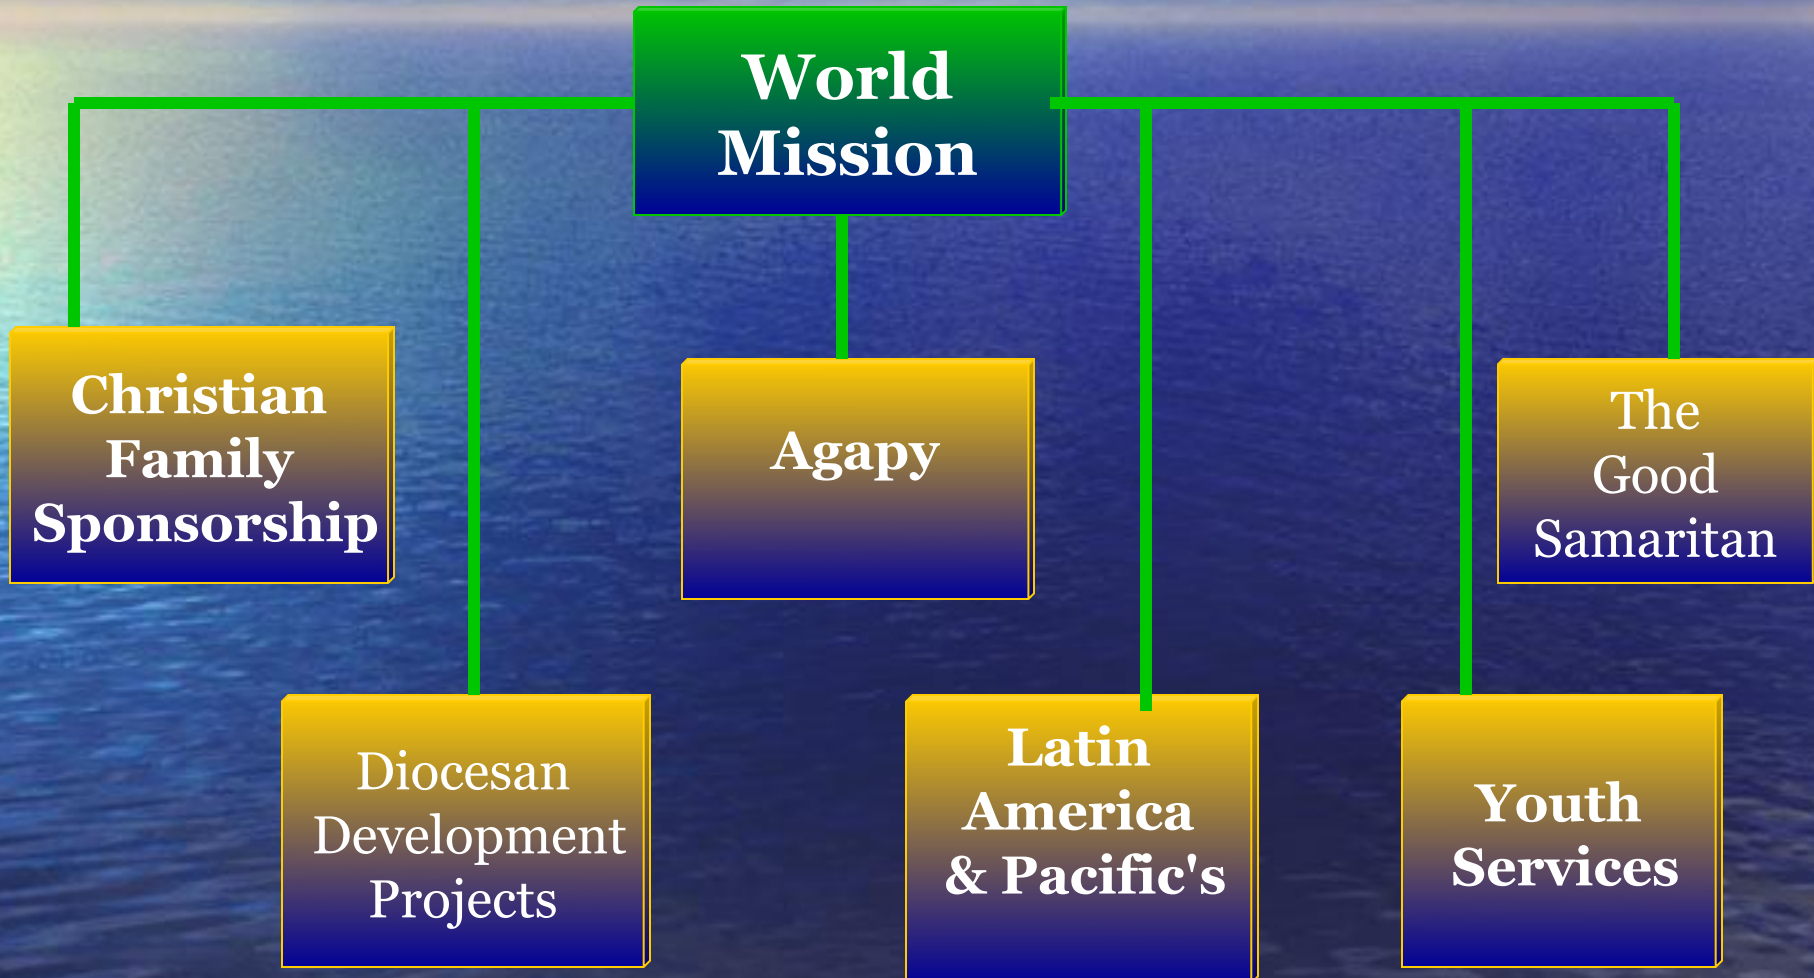 World
Mission
Christian
Family
Sponsorship
Agapy
The
Good
Samaritan
Diocesan
Development
Projects
Latin
America
& Pacific's
Youth
Services